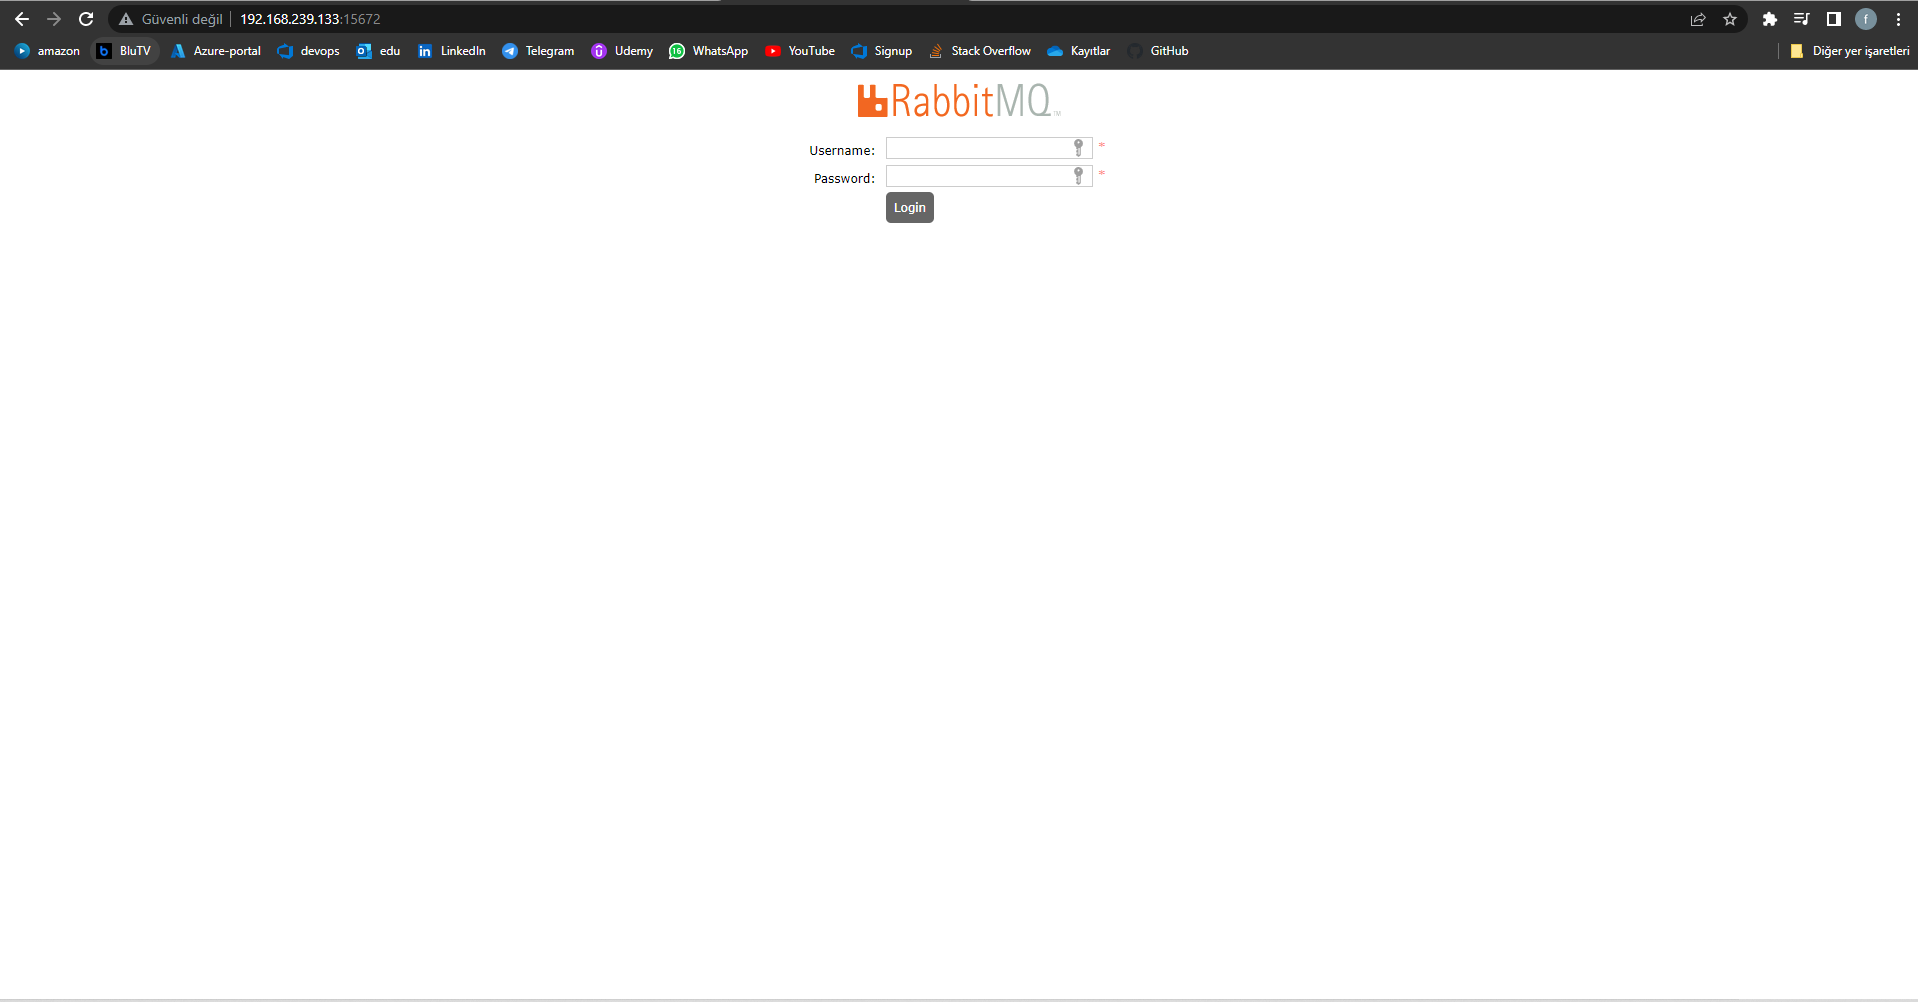 Güvenli değil 192.168.239.133:15672
amazon BluTV Azure-portal devops edu LinkedIn Telegram Udemy 16 WhatsApp YouTube Signup Stack Overflow Kayıtlar GitHub Diğer yer işaretleri
RabbitMQ™
Username: *
Password: *
Login